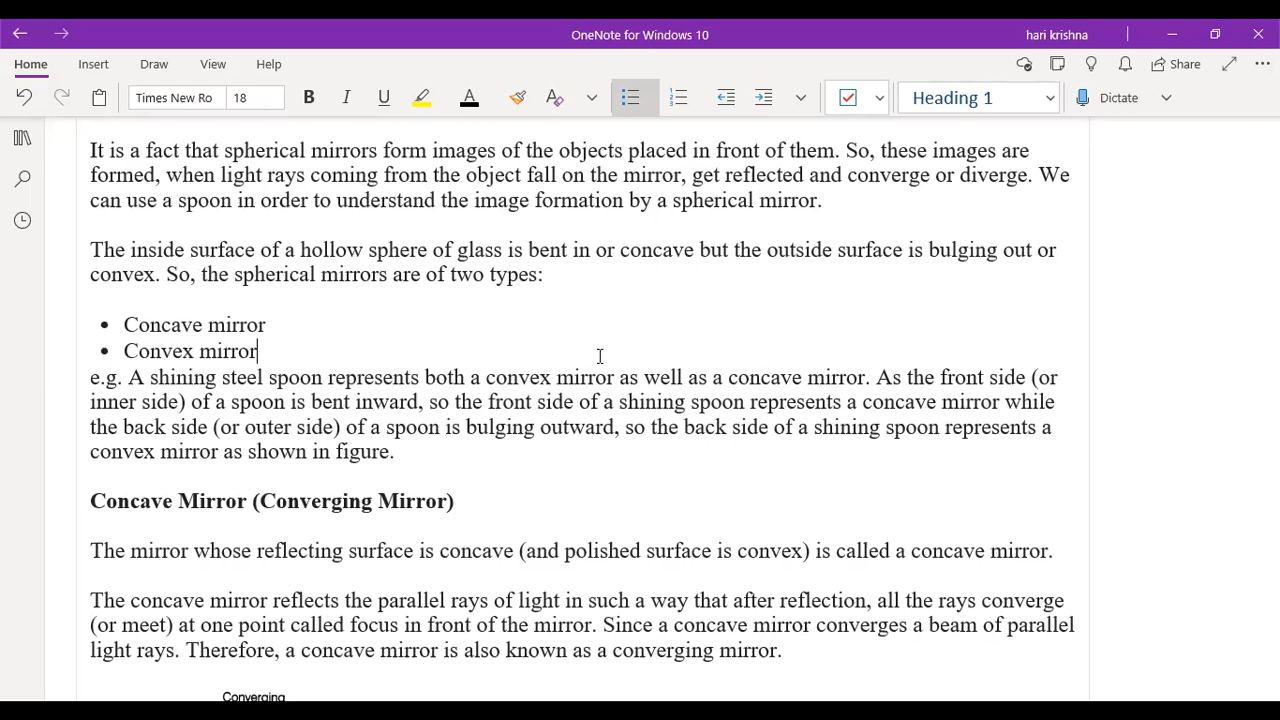 OneNote for Windows 10
hari krishna
Home Insert Draw View Help
Share
Times New Ro 18 B I U A Heading 1 Dictate
It is a fact that spherical mirrors form images of the objects placed in front of them. So, these images are
formed, when light rays coming from the object fall on the mirror, get reflected and converge or diverge. We
can use a spoon in order to understand the image formation by a spherical mirror.
The inside surface of a hollow sphere of glass is bent in or concave but the outside surface is bulging out or
convex. So, the spherical mirrors are of two types:
• Concave mirror
• Convex mirror
e.g. A shining steel spoon represents both a convex mirror as well as a concave mirror. As the front side (or
inner side) of a spoon is bent inward, so the front side of a shining spoon represents a concave mirror while
the back side (or outer side) of a spoon is bulging outward, so the back side of a shining spoon represents a
convex mirror as shown in figure.
Concave Mirror (Converging Mirror)
The mirror whose reflecting surface is concave (and polished surface is convex) is called a concave mirror.
The concave mirror reflects the parallel rays of light in such a way that after reflection, all the rays converge
(or meet) at one point called focus in front of the mirror. Since a concave mirror converges a beam of parallel
light rays. Therefore, a concave mirror is also known as a converging mirror.
Converging